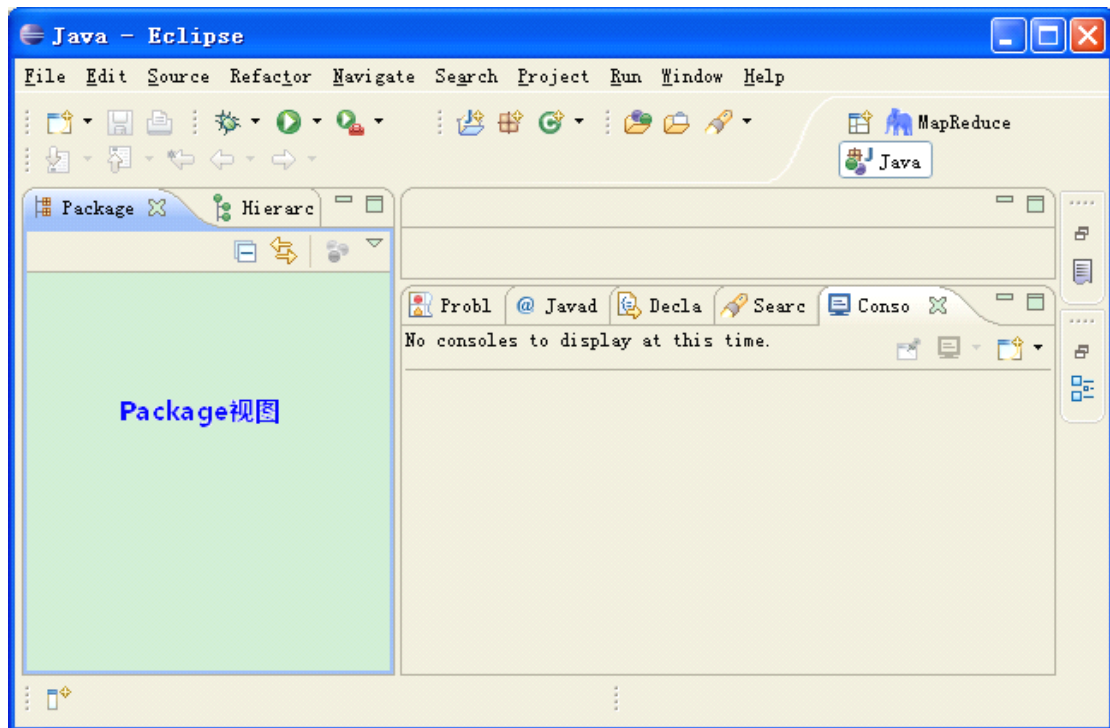 Java - Eclipse
File Edit Source Refactor Navigate Search Project Run Window Help
MapReduce
Java
Package Hierarc
Probl @ Javad Decla Searc Conso
No consoles to display at this time.
Package视图